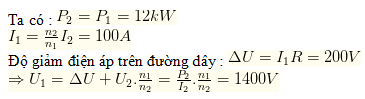 Ta có : P₂ = P₁ = 12kW
I₁ = n₂/n₁ I₂ = 100A
Độ giảm điện áp trên đường dây : ΔU = I₁R = 200V
⇒ U₁ = ΔU + U₂.n₁/n₂ = P₂/I₂.n₁/n₂ = 1400V